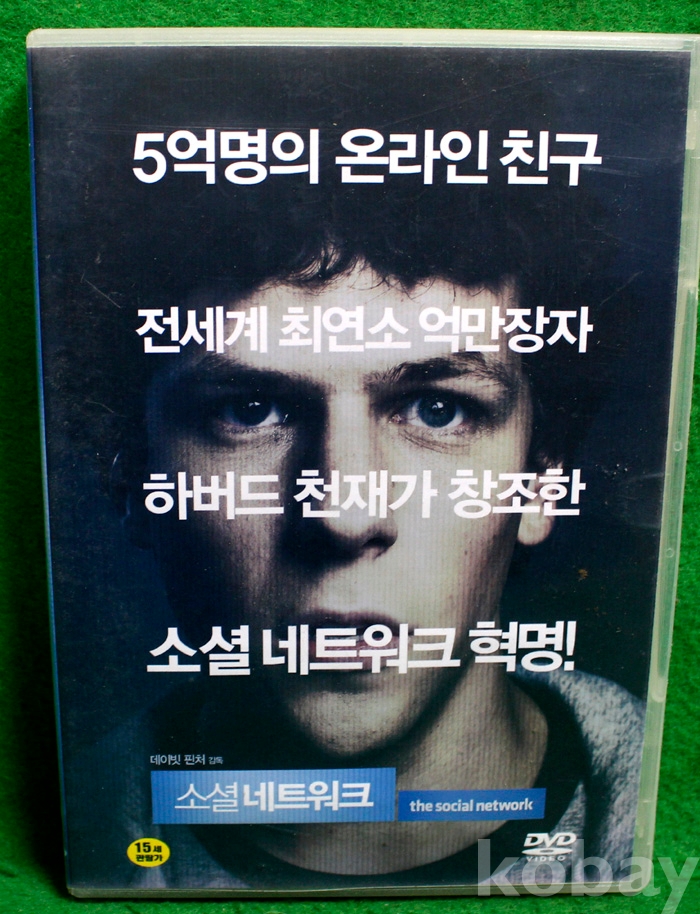 5억명의 온라인 친구
전세계 최연소 억만장자
하버드 천재가 창조한
소셜 네트워크 혁명!
데이빗 핀처 감독
소셜네트워크
the social network
15세
관람가
DVD
VIDEO
kobay